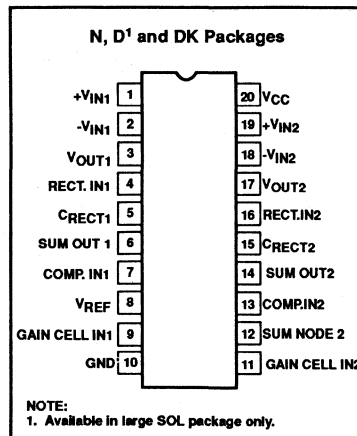 N, D¹ and DK Packages
+VIN1 1 20 VCC
-VIN1 2 19 +VIN2
VOUT1 3 18 -VIN2
RECT. IN1 4 17 VOUT2
CRECT1 5 16 RECT.IN2
SUM OUT 1 6 15 CRECT2
COMP. IN1 7 14 SUM OUT2
VREF 8 13 COMP.IN2
GAIN CELL IN1 9 12 SUM NODE 2
GND 10 11 GAIN CELL IN2
NOTE:
1. Available in large SOL package only.